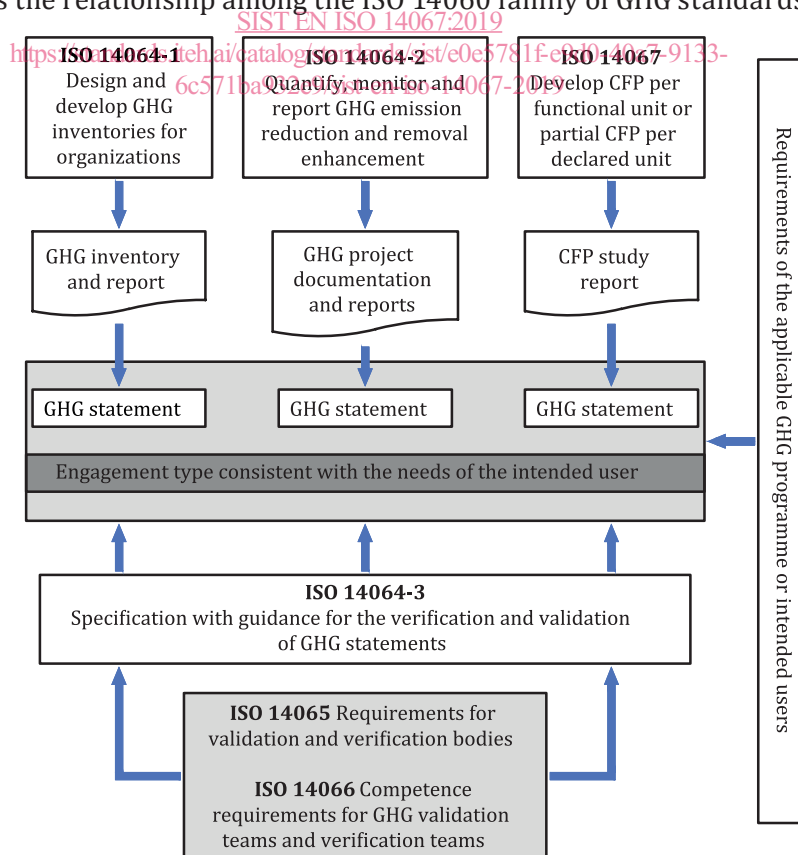 s the relationship among the ISO 14060 family of GHG standards
SIST EN ISO 14067:2019
ISO 14064-1
Design and
develop GHG
inventories for
organizations
ISO 14064-2
Quantify, monitor and
report GHG emission
reduction and removal
enhancement
ISO 14067
Develop CFP per
functional unit or
partial CFP per
declared unit
GHG inventory
and report
GHG project
documentation
and reports
CFP study
report
GHG statement
GHG statement
GHG statement
Engagement type consistent with the needs of the intended user
ISO 14064-3
Specification with guidance for the verification and validation
of GHG statements
ISO 14065 Requirements for
validation and verification bodies
ISO 14066 Competence
requirements for GHG validation
teams and verification teams
Requirements of the applicable GHG programme or intended users